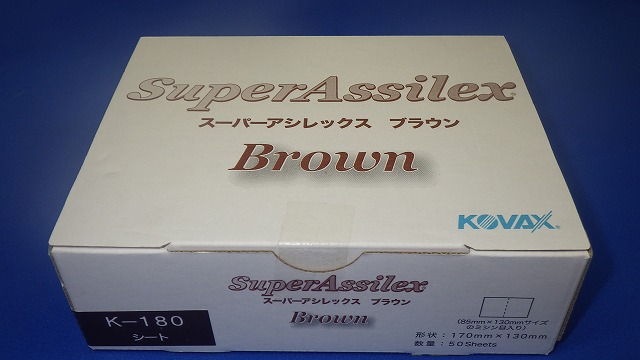 SuperAssilex
スーパーアシレックス ブラウン
Brown
KOVAX
SuperAssilex
スーパーアシレックス ブラウン
Brown
K-180
シート
(85mm×130mmサイズ
のミシン目入り)
形状:170mm×130mm
数量:50Sheets